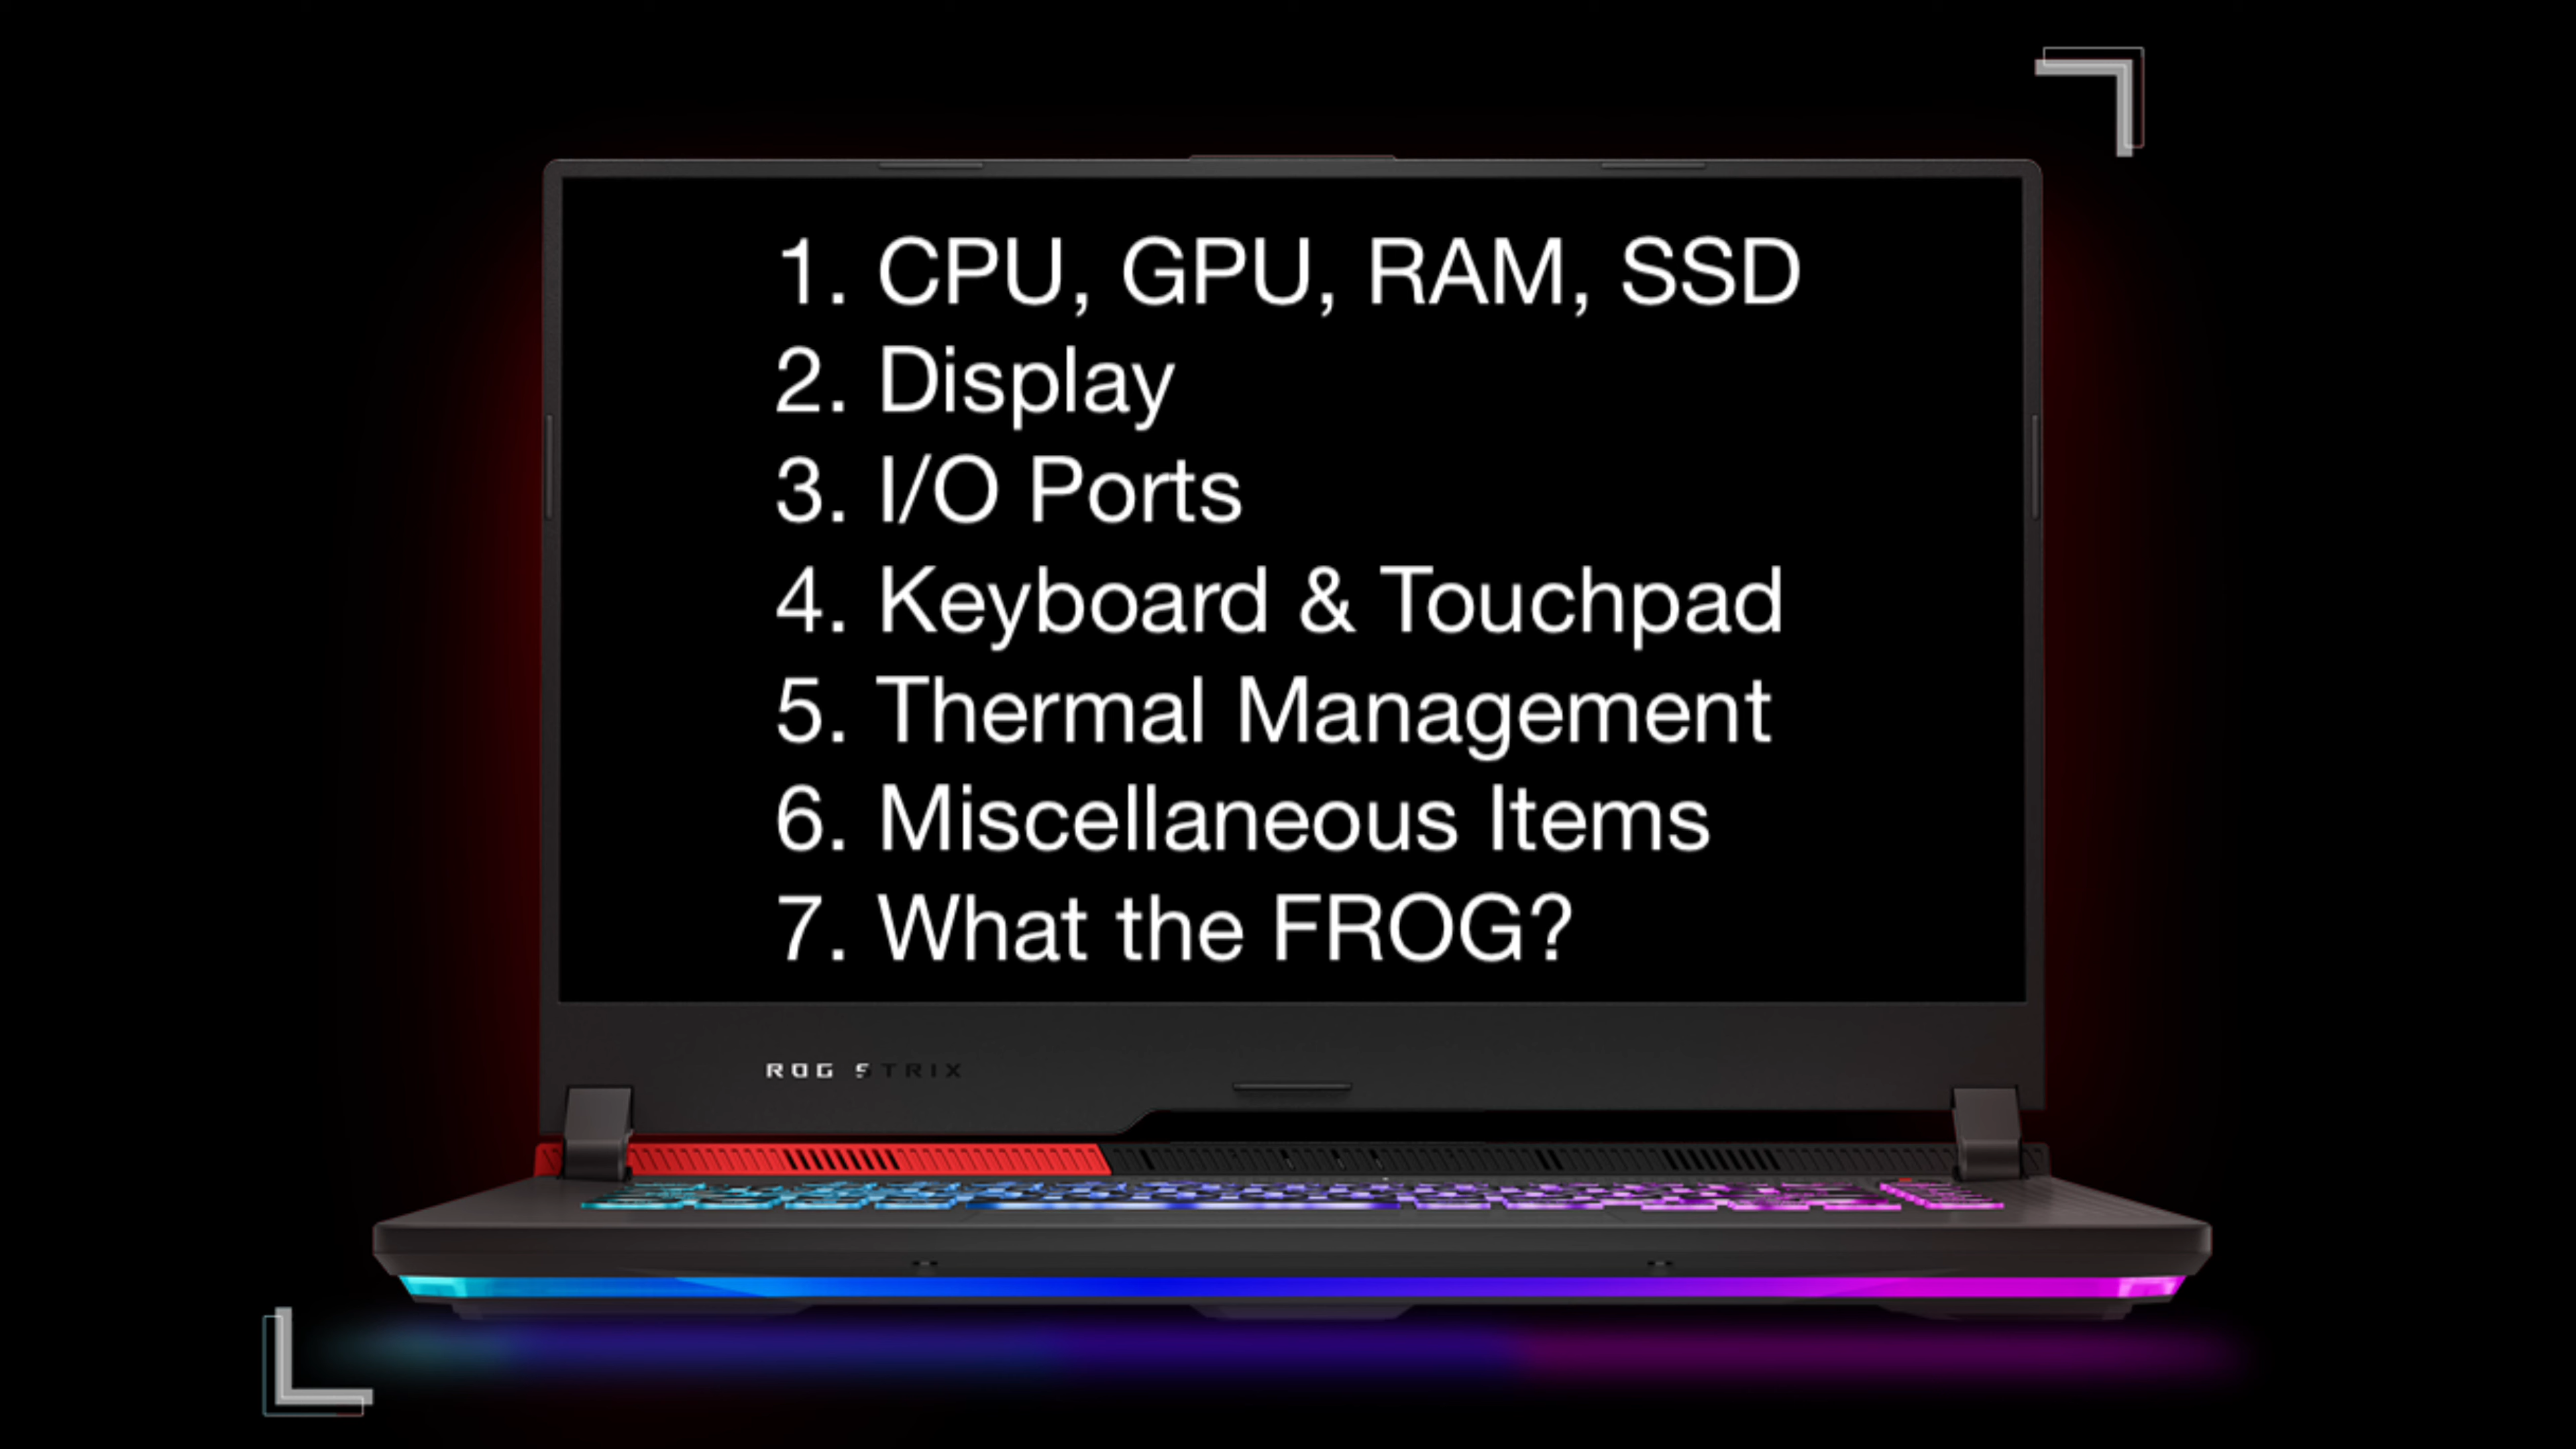 1. CPU, GPU, RAM, SSD
2. Display
3. I/O Ports
4. Keyboard & Touchpad
5. Thermal Management
6. Miscellaneous Items
7. What the FROG?
ROG STRIX